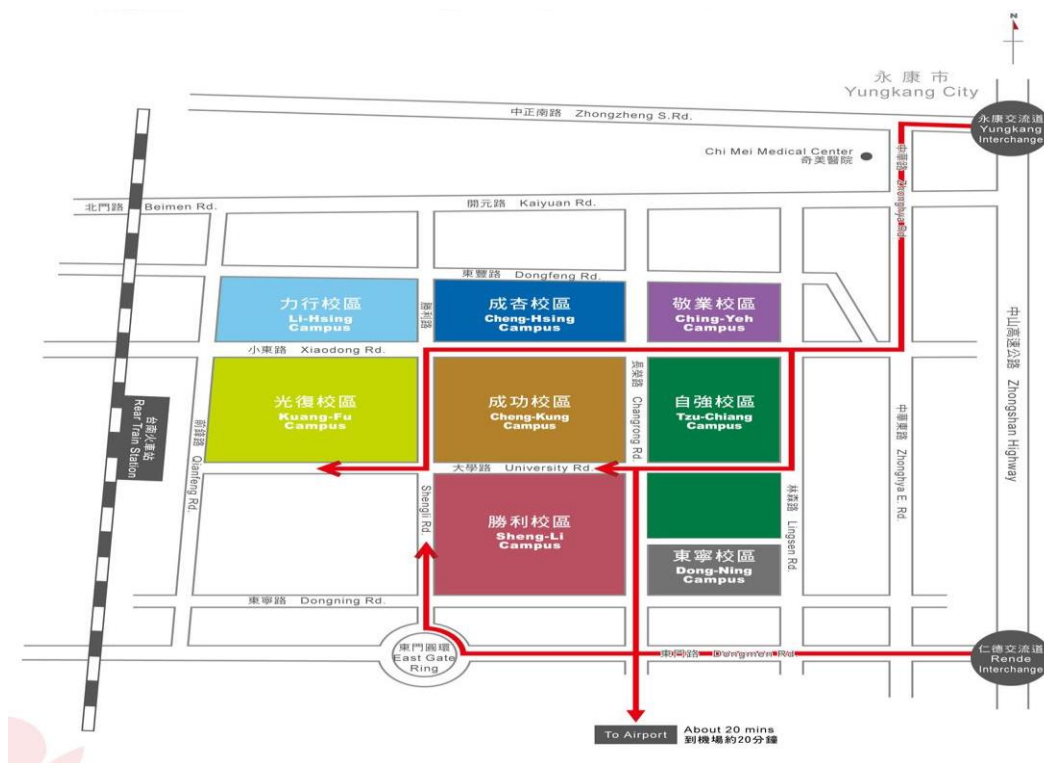 N
永康市
Yungkang City
中正南路 Zhongzheng S.Rd.
永康交流道
Yungkang
Interchange
Chi Mei Medical Center
奇美醫院
中華路 Zhonghya Rd.
北門路 Beimen Rd.
開元路 Kaiyuan Rd.
東豐路 Dongfeng Rd.
力行校區
Li-Hsing
Campus
勝利路
成杏校區
Cheng-Hsing
Campus
敬業校區
Ching-Yeh
Campus
中山高速公路 Zhongshan Highway
小東路 Xiaodong Rd.
台南火車站
Rear Train Station
前鋒路 Qianfeng Rd.
光復校區
Kuang-Fu
Campus
成功校區
Cheng-Kung
Campus
長榮路 Changrong Rd.
自強校區
Tzu-Chiang
Campus
中華東路 Zhonghya E. Rd.
大學路 University Rd.
Shengli Rd.
勝利校區
Sheng-Li
Campus
林森路 Lingsen Rd.
東寧校區
Dong-Ning
Campus
東寧路 Dongning Rd.
東門圓環
East Gate
Ring
東門路 Dongmen Rd
仁德交流道
Rende
Interchange
To Airport
About 20 mins
到機場約20分鐘